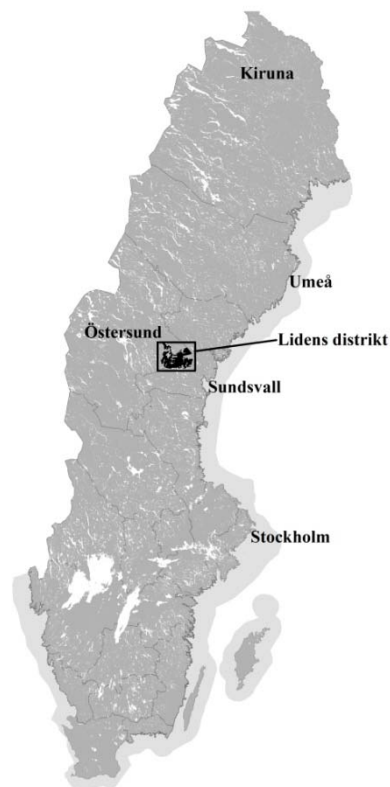 Kiruna
Umeå
Östersund
Lidens distrikt
Sundsvall
Stockholm